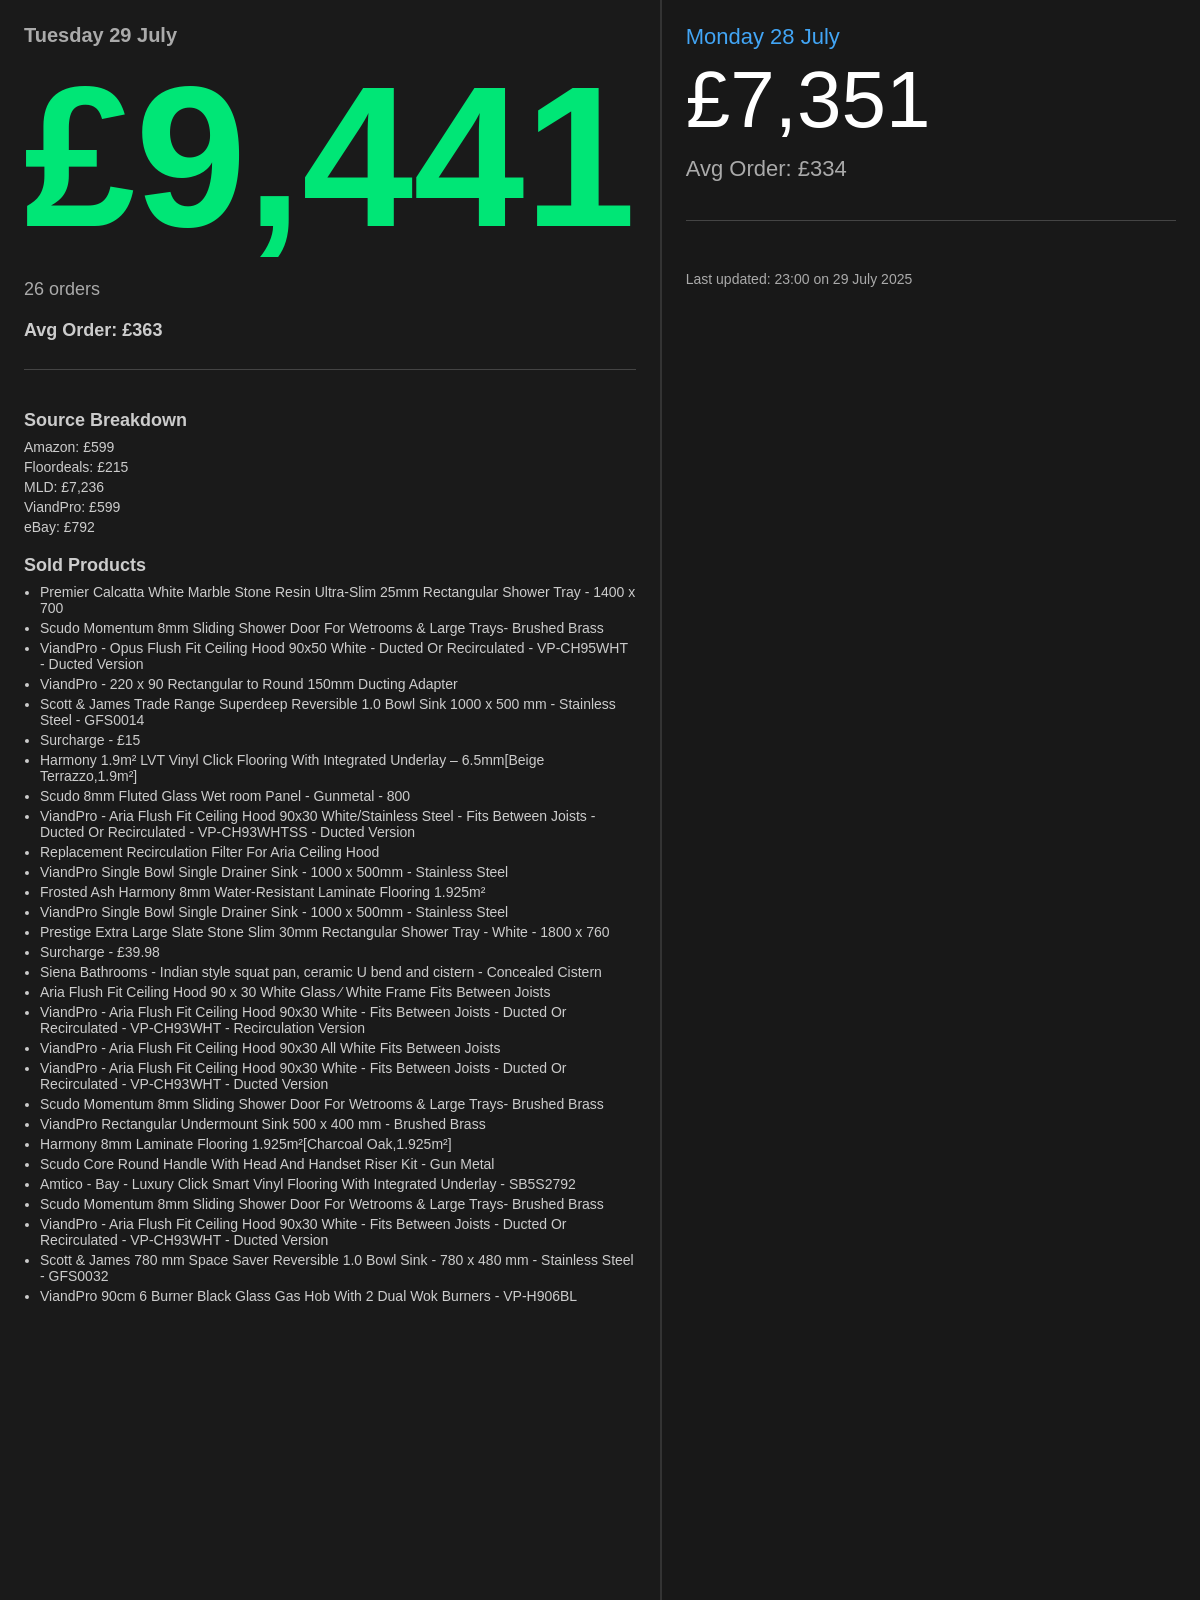 Tuesday 29 July
£9,441
26 orders
Avg Order: £363
Source Breakdown
Amazon: £599
Floordeals: £215
MLD: £7,236
ViandPro: £599
eBay: £792
Sold Products
• Premier Calcatta White Marble Stone Resin Ultra-Slim 25mm Rectangular Shower Tray - 1400 x
700
• Scudo Momentum 8mm Sliding Shower Door For Wetrooms & Large Trays- Brushed Brass
• ViandPro - Opus Flush Fit Ceiling Hood 90x50 White - Ducted Or Recirculated - VP-CH95WHT
- Ducted Version
• ViandPro - 220 x 90 Rectangular to Round 150mm Ducting Adapter
• Scott & James Trade Range Superdeep Reversible 1.0 Bowl Sink 1000 x 500 mm - Stainless
Steel - GFS0014
• Surcharge - £15
• Harmony 1.9m² LVT Vinyl Click Flooring With Integrated Underlay – 6.5mm[Beige
Terrazzo,1.9m²]
• Scudo 8mm Fluted Glass Wet room Panel - Gunmetal - 800
• ViandPro - Aria Flush Fit Ceiling Hood 90x30 White/Stainless Steel - Fits Between Joists -
Ducted Or Recirculated - VP-CH93WHTSS - Ducted Version
• Replacement Recirculation Filter For Aria Ceiling Hood
• ViandPro Single Bowl Single Drainer Sink - 1000 x 500mm - Stainless Steel
• Frosted Ash Harmony 8mm Water-Resistant Laminate Flooring 1.925m²
• ViandPro Single Bowl Single Drainer Sink - 1000 x 500mm - Stainless Steel
• Prestige Extra Large Slate Stone Slim 30mm Rectangular Shower Tray - White - 1800 x 760
• Surcharge - £39.98
• Siena Bathrooms - Indian style squat pan, ceramic U bend and cistern - Concealed Cistern
• Aria Flush Fit Ceiling Hood 90 x 30 White Glass ⁄ White Frame Fits Between Joists
• ViandPro - Aria Flush Fit Ceiling Hood 90x30 White - Fits Between Joists - Ducted Or
Recirculated - VP-CH93WHT - Recirculation Version
• ViandPro - Aria Flush Fit Ceiling Hood 90x30 All White Fits Between Joists
• ViandPro - Aria Flush Fit Ceiling Hood 90x30 White - Fits Between Joists - Ducted Or
Recirculated - VP-CH93WHT - Ducted Version
• Scudo Momentum 8mm Sliding Shower Door For Wetrooms & Large Trays- Brushed Brass
• ViandPro Rectangular Undermount Sink 500 x 400 mm - Brushed Brass
• Harmony 8mm Laminate Flooring 1.925m²[Charcoal Oak,1.925m²]
• Scudo Core Round Handle With Head And Handset Riser Kit - Gun Metal
• Amtico - Bay - Luxury Click Smart Vinyl Flooring With Integrated Underlay - SB5S2792
• Scudo Momentum 8mm Sliding Shower Door For Wetrooms & Large Trays- Brushed Brass
• ViandPro - Aria Flush Fit Ceiling Hood 90x30 White - Fits Between Joists - Ducted Or
Recirculated - VP-CH93WHT - Ducted Version
• Scott & James 780 mm Space Saver Reversible 1.0 Bowl Sink - 780 x 480 mm - Stainless Steel
- GFS0032
• ViandPro 90cm 6 Burner Black Glass Gas Hob With 2 Dual Wok Burners - VP-H906BL
Monday 28 July
£7,351
Avg Order: £334
Last updated: 23:00 on 29 July 2025